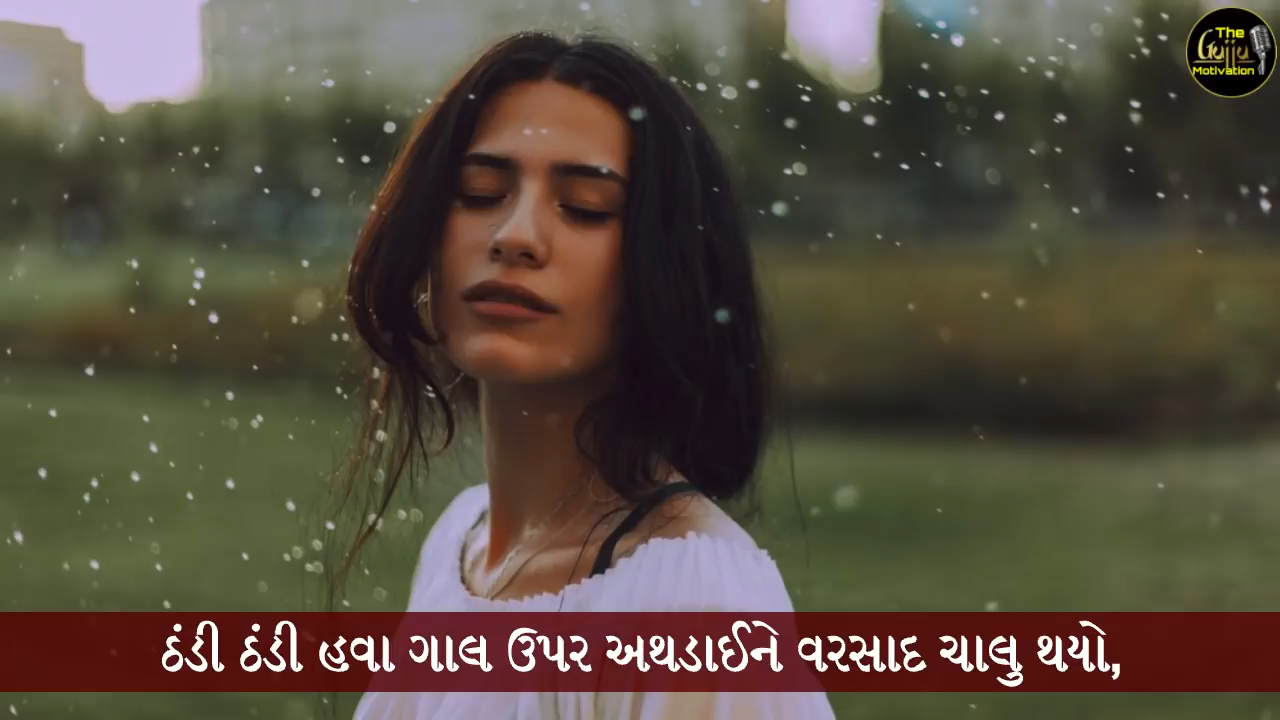 The
Gujju
Motivation
ઠંડી ઠંડી હવા ગાલ ઉપર અથડાઈને વરસાદ ચાલુ થયો,